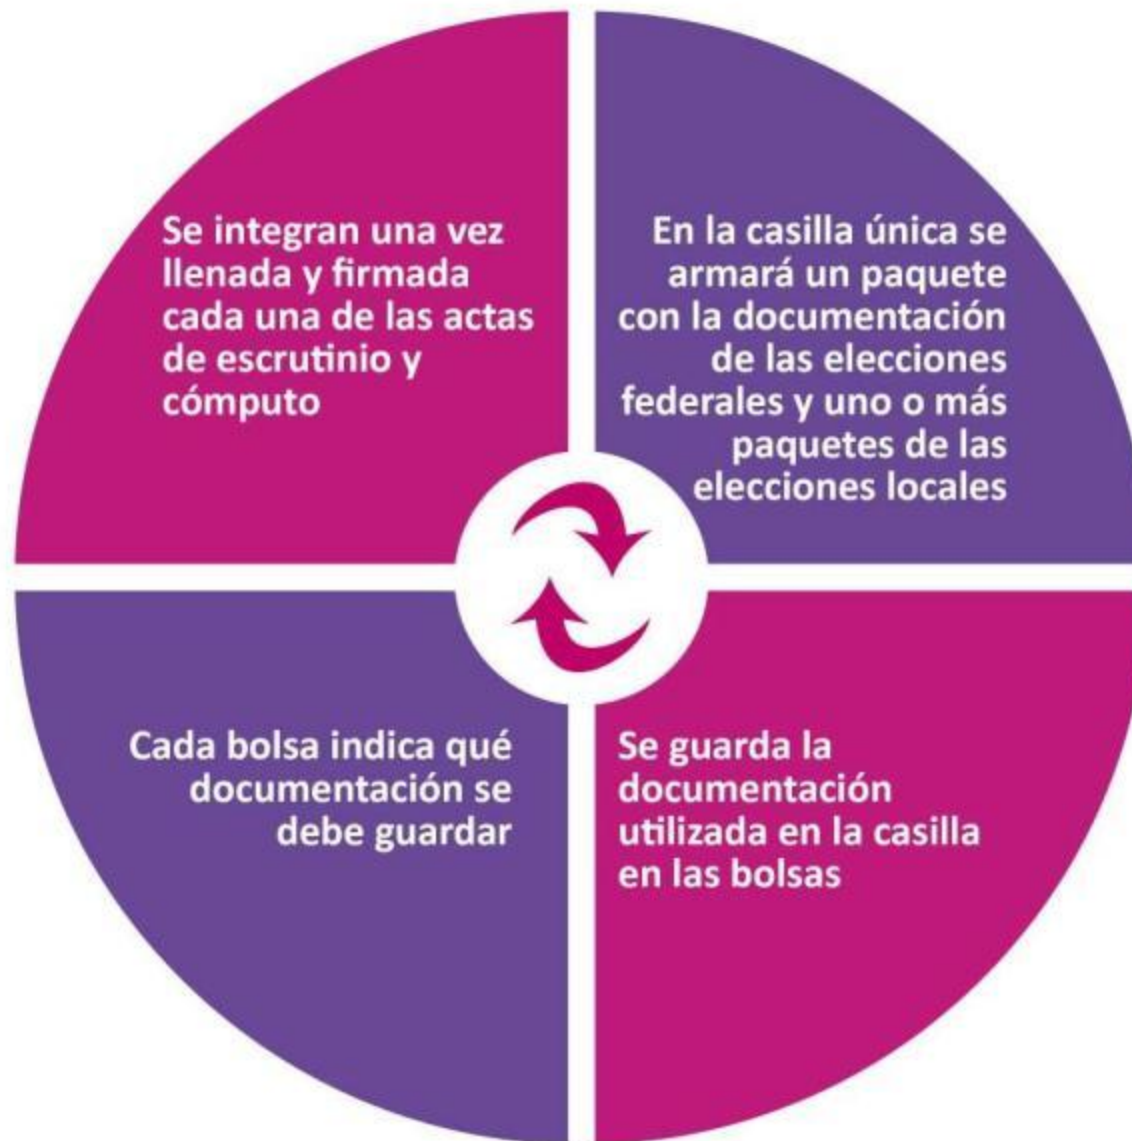 Se integran una vez
llenada y firmada
cada una de las actas
de escrutinio y
cómputo
En la casilla única se
armará un paquete
con la documentación
de las elecciones
federales y uno o más
paquetes de las
elecciones locales
Cada bolsa indica qué
documentación se
debe guardar
Se guarda la
documentación
utilizada en la casilla
en las bolsas